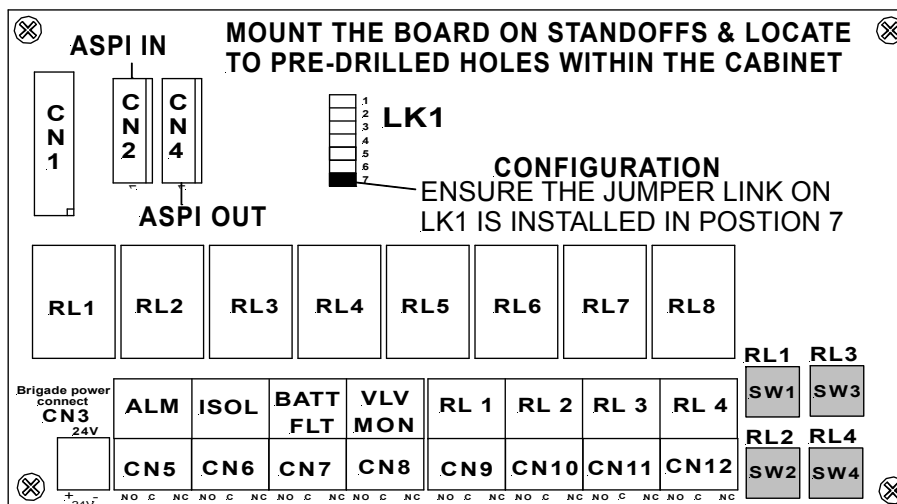 MOUNT THE BOARD ON STANDOFFS & LOCATE
TO PRE-DRILLED HOLES WITHIN THE CABINET
ASPI IN
CN1
CN2
CN4
ASPI OUT
1
2
3
4
5
6
7
LK1
CONFIGURATION
ENSURE THE JUMPER LINK ON
LK1 IS INSTALLED IN POSTION 7
RL1 RL2 RL3 RL4 RL5 RL6 RL7 RL8
Brigade power
connect
CN3
24V
+ -
24V
ALM ISOL BATT FLT VLV MON RL 1 RL 2 RL 3 RL 4
CN5 CN6 CN7 CN8 CN9 CN10 CN11 CN12
NO C NC NO C NC NO C NC NO C NC NO C NC NO C NC NO C NC NO C NC
RL1 RL3
SW1 SW3
RL2 RL4
SW2 SW4